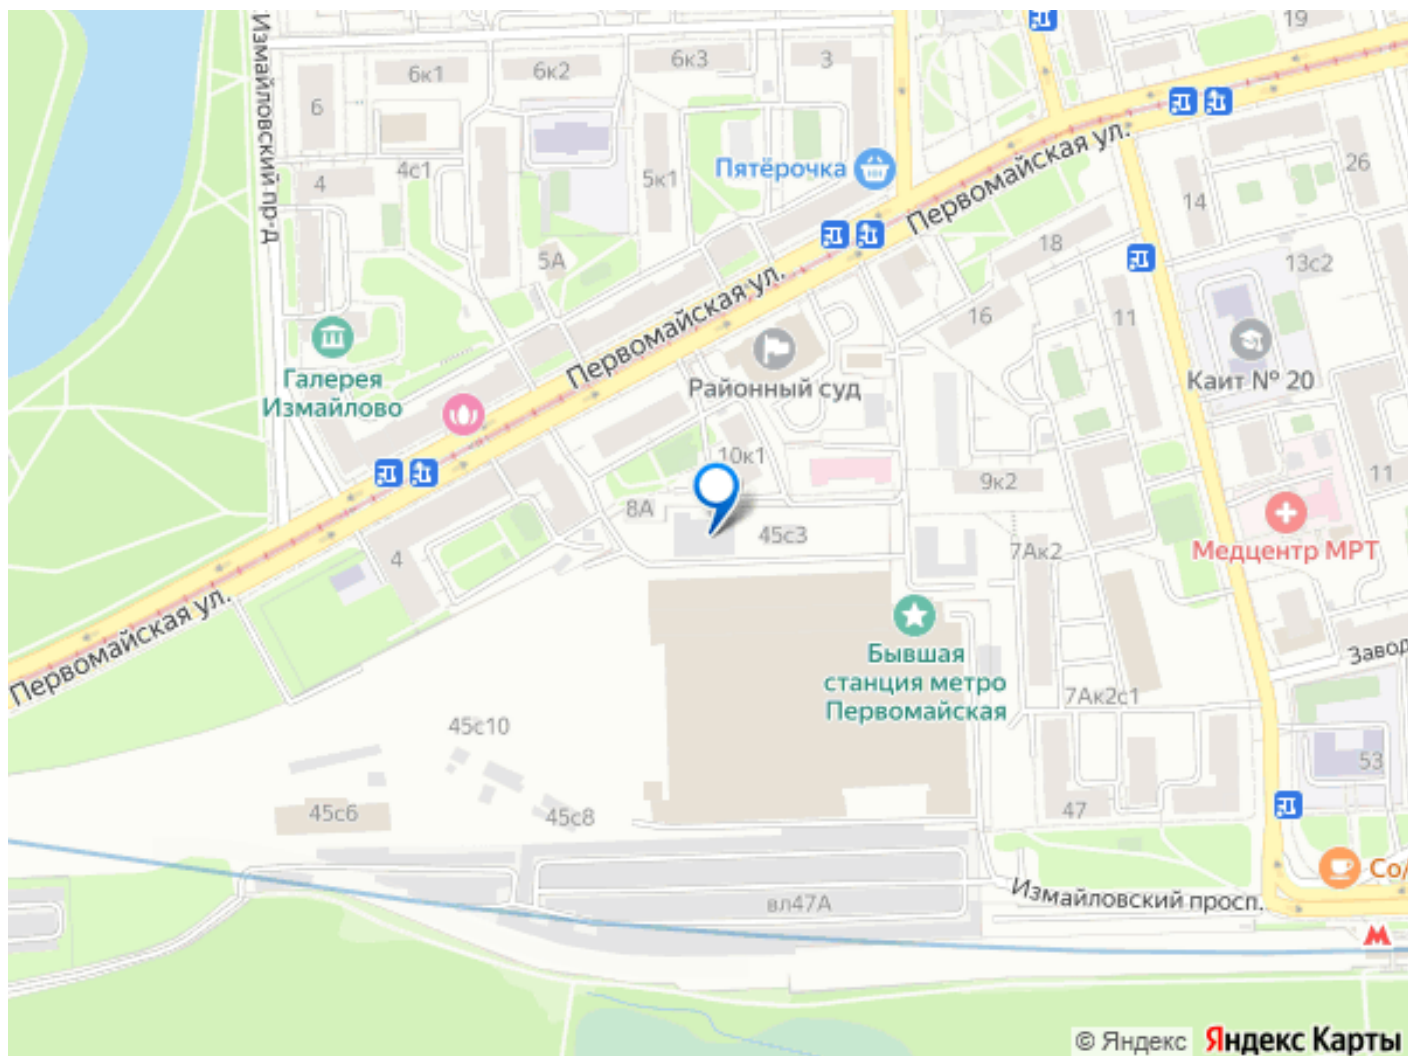 Измайловский пр-д
19
6к1
6к2
6к3
3
6
Первомайская ул.
Пятёрочка
26
4
4с1
5к1
14
Первомайская ул.
18
5А
13с2
16
11
Галерея
Измайлово
Районный суд
Каит № 20
10к1
9к2
11
8А
45с3
7Ак2
Медцентр МРТ
4
Первомайская ул.
Бывшая
станция метро
Первомайская
Завод
7Ак2с1
45с10
53
45с6
45с8
47
Со
вл47А
Измайловский просп.
© Яндекс Яндекс Карты